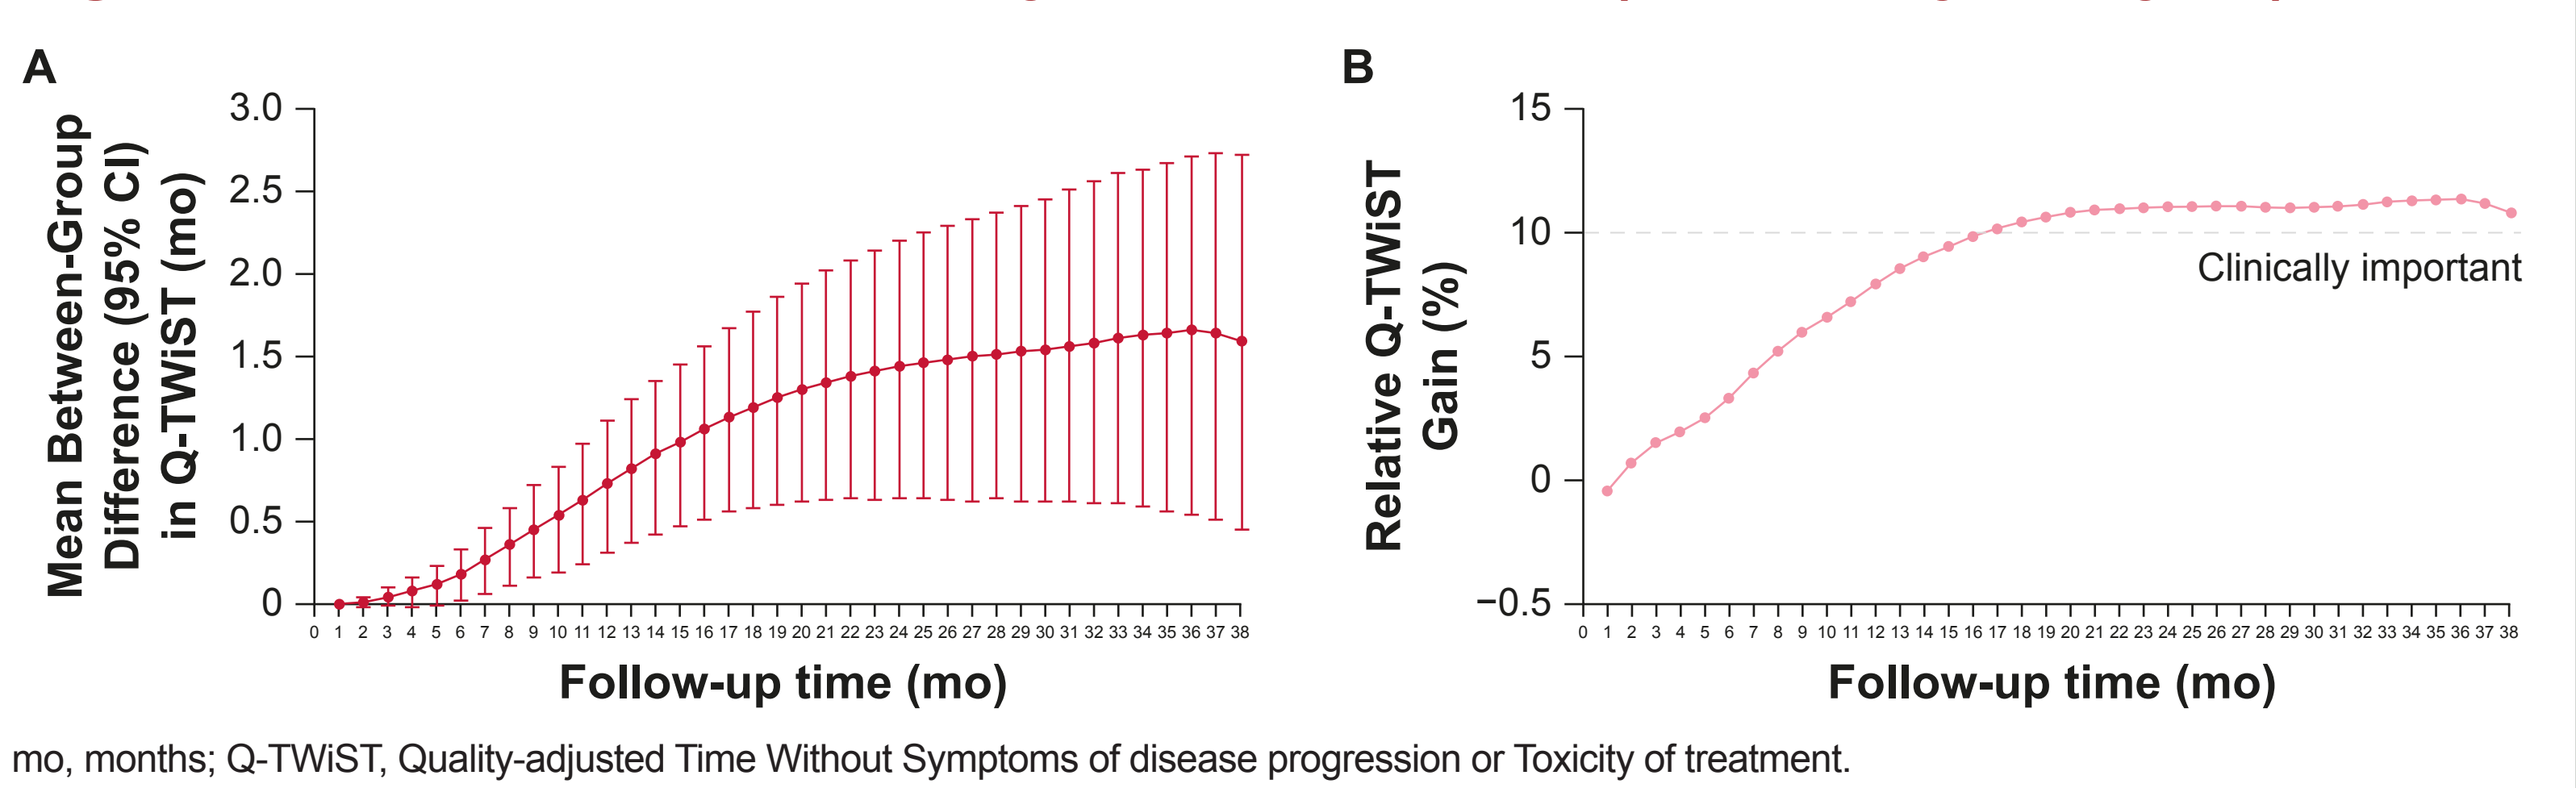 A
Mean Between-Group
Difference (95% CI)
in Q-TWiST (mo)
3.0
2.5
2.0
1.5
1.0
0.5
0
0 1 2 3 4 5 6 7 8 9 10 11 12 13 14 15 16 17 18 19 20 21 22 23 24 25 26 27 28 29 30 31 32 33 34 35 36 37 38
Follow-up time (mo)
B
Relative Q-TWiST
Gain (%)
15
10
5
0
−0.5
Clinically important
0 1 2 3 4 5 6 7 8 9 10 11 12 13 14 15 16 17 18 19 20 21 22 23 24 25 26 27 28 29 30 31 32 33 34 35 36 37 38
Follow-up time (mo)
mo, months; Q-TWiST, Quality-adjusted Time Without Symptoms of disease progression or Toxicity of treatment.